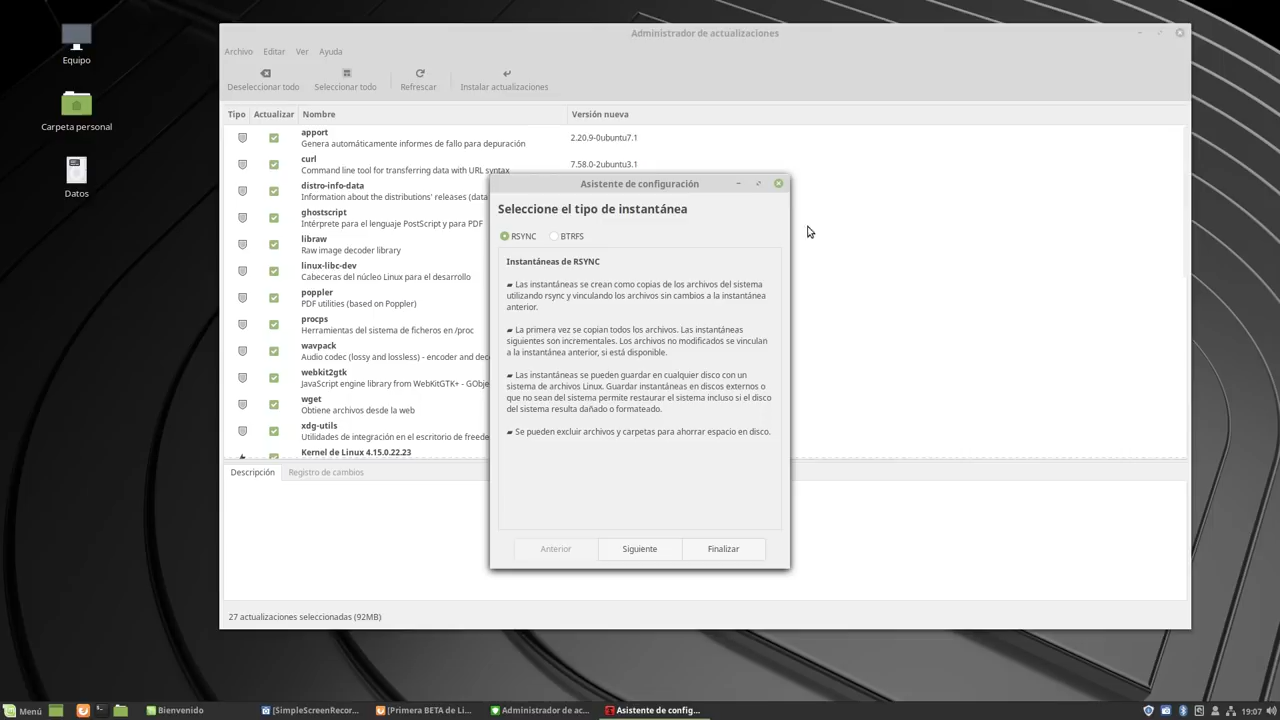 Equipo
Carpeta personal
Datos
Administrador de actualizaciones
Archivo Editar Ver Ayuda
Deseleccionar todo Seleccionar todo Refrescar Instalar actualizaciones
Tipo Actualizar Nombre Versión nueva
apport
Genera automáticamente informes de fallo para depuración
2.20.9-0ubuntu7.1
curl
Command line tool for transferring data with URL syntax
7.58.0-2ubuntu3.1
distro-info-data
Information about the distributions' releases (data
ghostscript
Intérprete para el lenguaje PostScript y para PDF
libraw
Raw image decoder library
linux-libc-dev
Cabeceras del núcleo Linux para el desarrollo
poppler
PDF utilities (based on Poppler)
procps
Herramientas del sistema de ficheros en /proc
wavpack
Audio codec (lossy and lossless) - encoder and dec
webkit2gtk
JavaScript engine library from WebKitGTK+ - GObje
wget
Obtiene archivos desde la web
xdg-utils
Utilidades de integración en el escritorio de freede
Kernel de Linux 4.15.0.22.23
Descripción Registro de cambios
27 actualizaciones seleccionadas (92MB)
Asistente de configuración
Seleccione el tipo de instantánea
RSYNC BTRFS
Instantáneas de RSYNC
▰ Las instantáneas se crean como copias de los archivos del sistema
utilizando rsync y vinculando los archivos sin cambios a la instantánea
anterior.
▰ La primera vez se copian todos los archivos. Las instantáneas
siguientes son incrementales. Los archivos no modificados se vinculan
a la instantánea anterior, si está disponible.
▰ Las instantáneas se pueden guardar en cualquier disco con un
sistema de archivos Linux. Guardar instantáneas en discos externos o
que no sean del sistema permite restaurar el sistema incluso si el disco
del sistema resulta dañado o formateado.
▰ Se pueden excluir archivos y carpetas para ahorrar espacio en disco.
Anterior Siguiente Finalizar
Menú Bienvenido [SimpleScreenRecor... [Primera BETA de Li... Administrador de ac... Asistente de config... 19:07